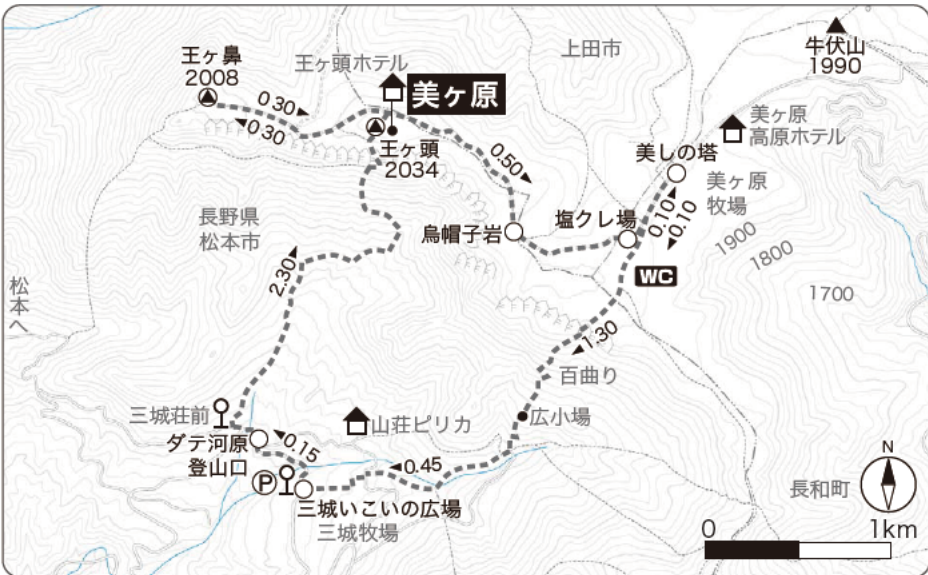 王ヶ鼻
2008
王ヶ頭ホテル
上田市
牛伏山
1990
0.30
0.30
美ヶ原
王ヶ頭
2034
0.50
美しの塔
美ヶ原
高原ホテル
美ヶ原
牧場
長野県
松本市
烏帽子岩
塩クレ場
0.10
0.10
WC
1900
1800
1700
松本へ
2.30
1.30
百曲り
三城荘前
山荘ピリカ
広小場
ダテ河原
登山口
0.15
0.45
P
三城いこいの広場
三城牧場
長和町
N
0
1km